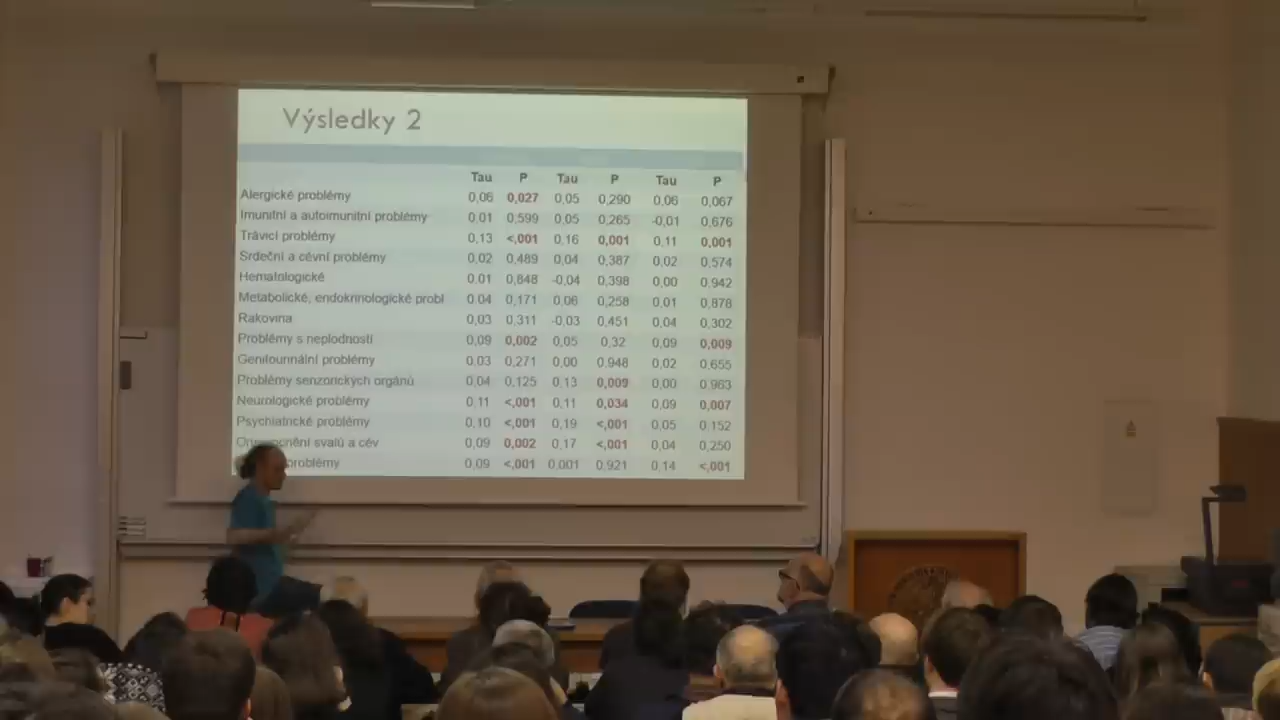 Výsledky 2
Tau P Tau P Tau P
Alergické problémy 0,06 0,027 0,05 0,290 0,06 0,067
Imunitní a autoimunitní problémy 0,01 0,599 0,05 0,265 -0,01 0,676
Trávicí problémy 0,13 <,001 0,16 0,001 0,11 0,001
Srdeční a cévní problémy 0,02 0,489 0,04 0,387 0,02 0,574
Hematologické 0,01 0,848 -0,04 0,398 0,00 0,942
Metabolické, endokrinologické probl 0,04 0,171 0,06 0,258 0,01 0,878
Rakovina 0,03 0,311 -0,03 0,451 0,04 0,302
Problémy s neplodností 0,09 0,002 0,05 0,32 0,09 0,009
Genitourinální problémy 0,03 0,271 0,00 0,948 0,02 0,655
Problémy senzorických orgánů 0,04 0,125 0,13 0,009 0,00 0,963
Neurologické problémy 0,11 <,001 0,11 0,034 0,09 0,007
Psychiatrické problémy 0,10 <,001 0,19 <,001 0,05 0,152
svalů a cév 0,09 0,002 0,17 <,001 0,04 0,250
problémy 0,09 <,001 0,001 0,921 0,14 <,001